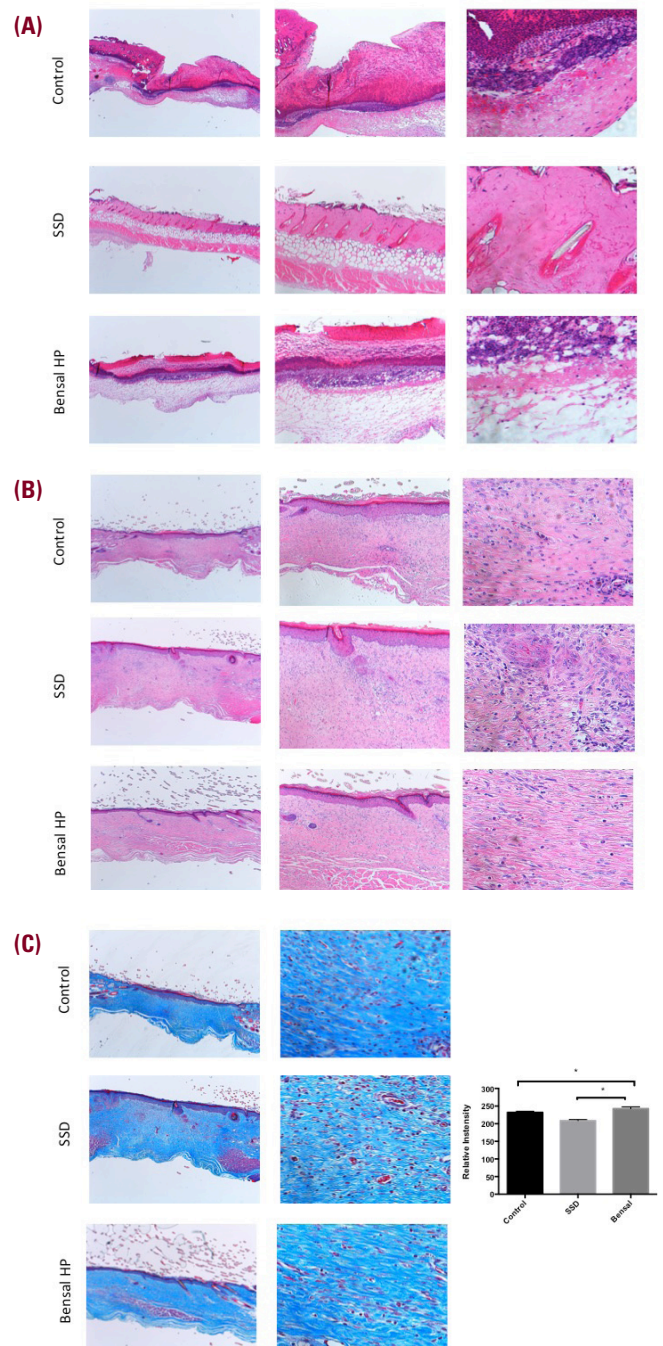 (A)
Control
SSD
Bensal HP
(B)
Control
SSD
Bensal HP
(C)
Control
SSD
Bensal HP
Relative Instensity
300
250
200
150
100
50
0
*
*
Control
SSD
Bensal